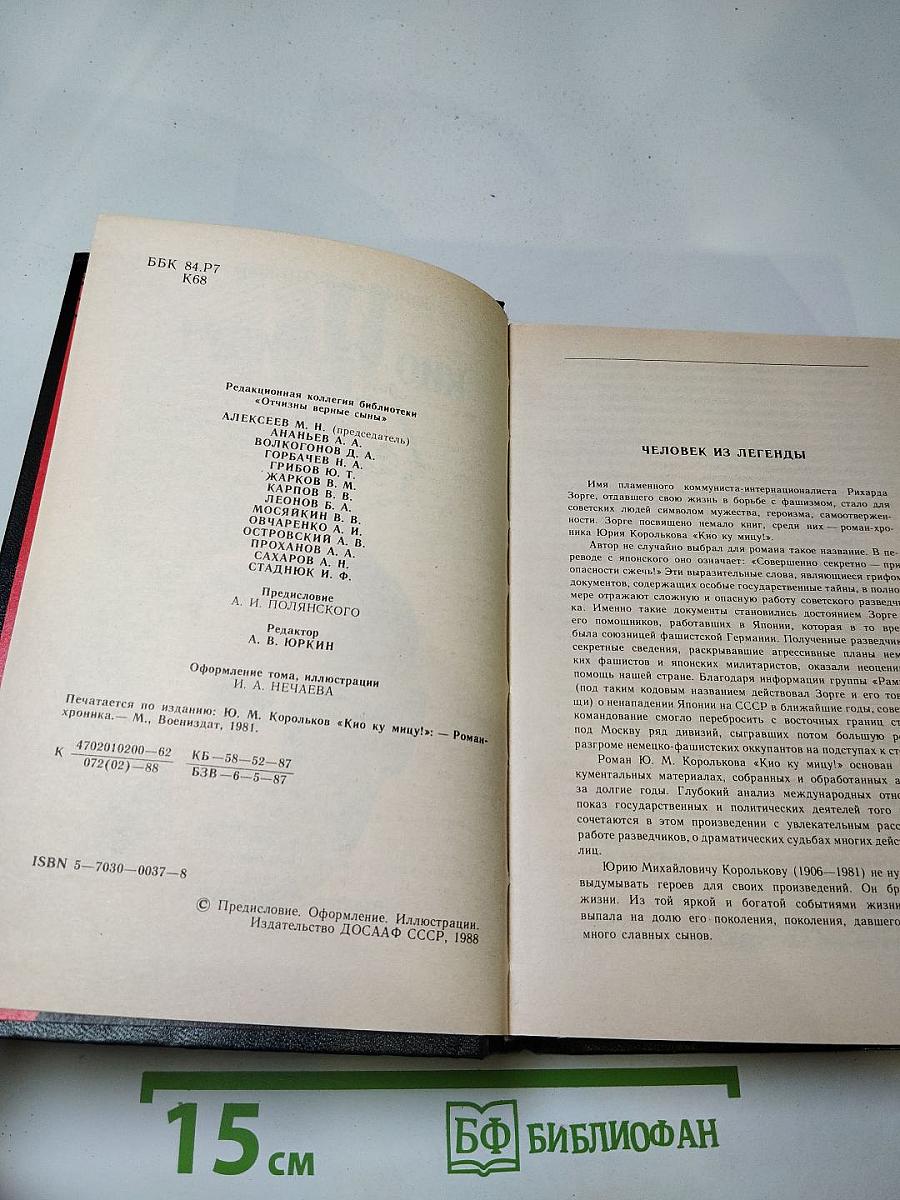 ББК 84.Р7
К68
Редакционная коллегия библиотеки
«Отчизны верные сыны»
АЛЕКСЕЕВ М. Н. (председатель)
АНАНЬЕВ А. А.
ВОЛКОГОНОВ Д. А.
ГОРБАЧЕВ Н. А.
ГРИБОВ Ю. Т.
ЖАРКОВ В. М.
КАРПОВ В. В.
ЛЕОНОВ Б. А.
МОСЯЙКИН В. В.
ОВЧАРЕНКО А. И.
ОСТРОВСКИЙ А. В.
ПРОХАНОВ А. А.
САХАРОВ А. Н.
СТАДНЮК И. Ф.
Предисловие
А. И. ПОЛЯНСКОГО
Редактор
А. В. ЮРКИН
Оформление тома, иллюстрации
И. А. НЕЧАЕВА
Печатается по изданию: Ю. М. Корольков «Кио ку мицу!»: — Роман-
хроника.— М., Воениздат, 1981.
К 4702010200—62 КБ—58—52—87
072(02)—88 БЗВ—6—5—87
ISBN 5—7030—0037—8
© Предисловие. Оформление. Иллюстрации.
Издательство ДОСААФ СССР, 1988
ЧЕЛОВЕК ИЗ ЛЕГЕНДЫ
Имя пламенного коммуниста-интернационалиста Рихарда
Зорге, отдавшего свою жизнь в борьбе с фашизмом, стало для
советских людей символом мужества, героизма, самоотвержен-
ности. Зорге посвящено немало книг, среди них — роман-хро-
ника Юрия Королькова «Кио ку мицу!».
Автор не случайно выбрал для романа такое название. В пе-
реводе с японского оно означает: «Совершенно секретно — при
опасности сжечь!» Эти выразительные слова, являющиеся грифом
документов, содержащих особые государственные тайны, в полно
мере отражают сложную и опасную работу советского разведчи
ка. Именно такие документы становились достоянием Зорге
его помощников, работавших в Японии, которая в то врем
была союзницей фашистской Германии. Полученные разведчик
секретные сведения, раскрывавшие агрессивные планы нем
ких фашистов и японских милитаристов, оказали неоцени
помощь нашей стране. Благодаря информации группы «Рамз
(под таким кодовым названием действовал Зорге и его тов
щи) о ненападении Японии на СССР в ближайшие годы, совет
командование смогло перебросить с восточных границ ст
под Москву ряд дивизий, сыгравших потом большую ро
разгроме немецко-фашистских оккупантов на подступах к ст
Роман Ю. М. Королькова «Кио ку мицу!» основан
кументальных материалах, собранных и обработанных а
за долгие годы. Глубокий анализ международных отно
показ государственных и политических деятелей того
сочетаются в этом произведении с увлекательным расс
работе разведчиков, о драматических судьбах многих дейст
лиц.
Юрию Михайловичу Королькову (1906—1981) не ну
выдумывать героев для своих произведений. Он бр
жизни. Из той яркой и богатой событиями жизни
выпала на долю его поколения, поколения, давшего
много славных сынов.
15 см
БФ БИБЛИОФАН